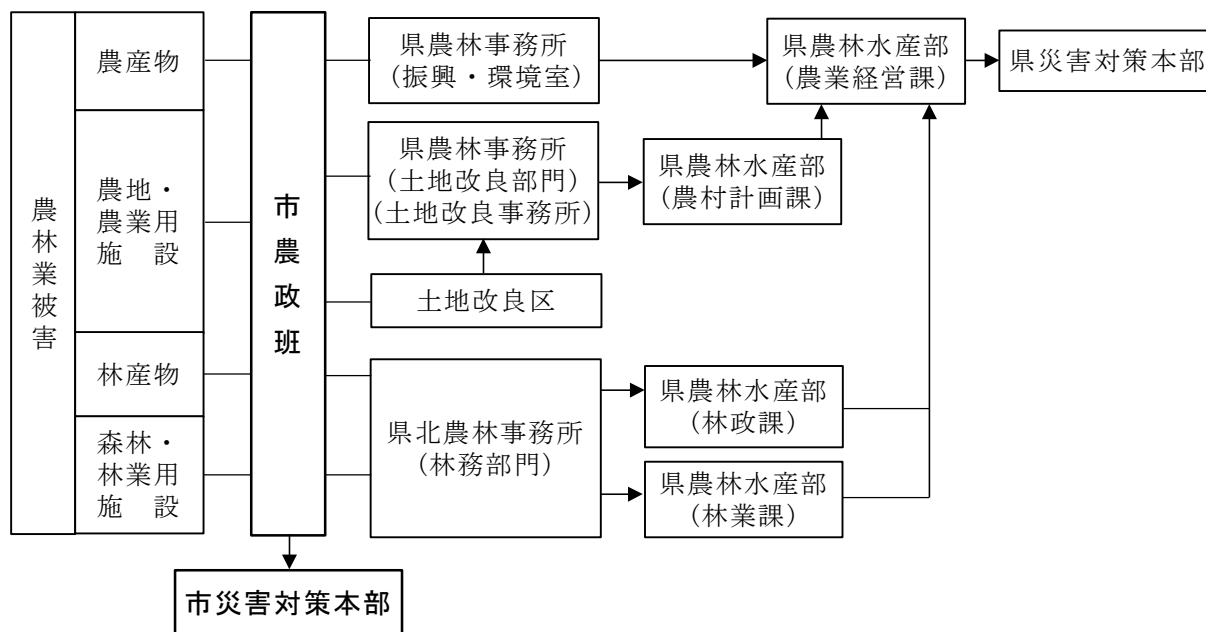 農林業被害
農産物
農地・
農業用
施　設
林産物
森林・
林業用
施　設
市農政班
市災害対策本部
県農林事務所
（振興・環境室）
県農林事務所
（土地改良部門）
（土地改良事務所）
土地改良区
県北農林事務所
（林務部門）
県農林水産部
（農業経営課）
県災害対策本部
県農林水産部
（農村計画課）
県農林水産部
（林政課）
県農林水産部
（林業課）